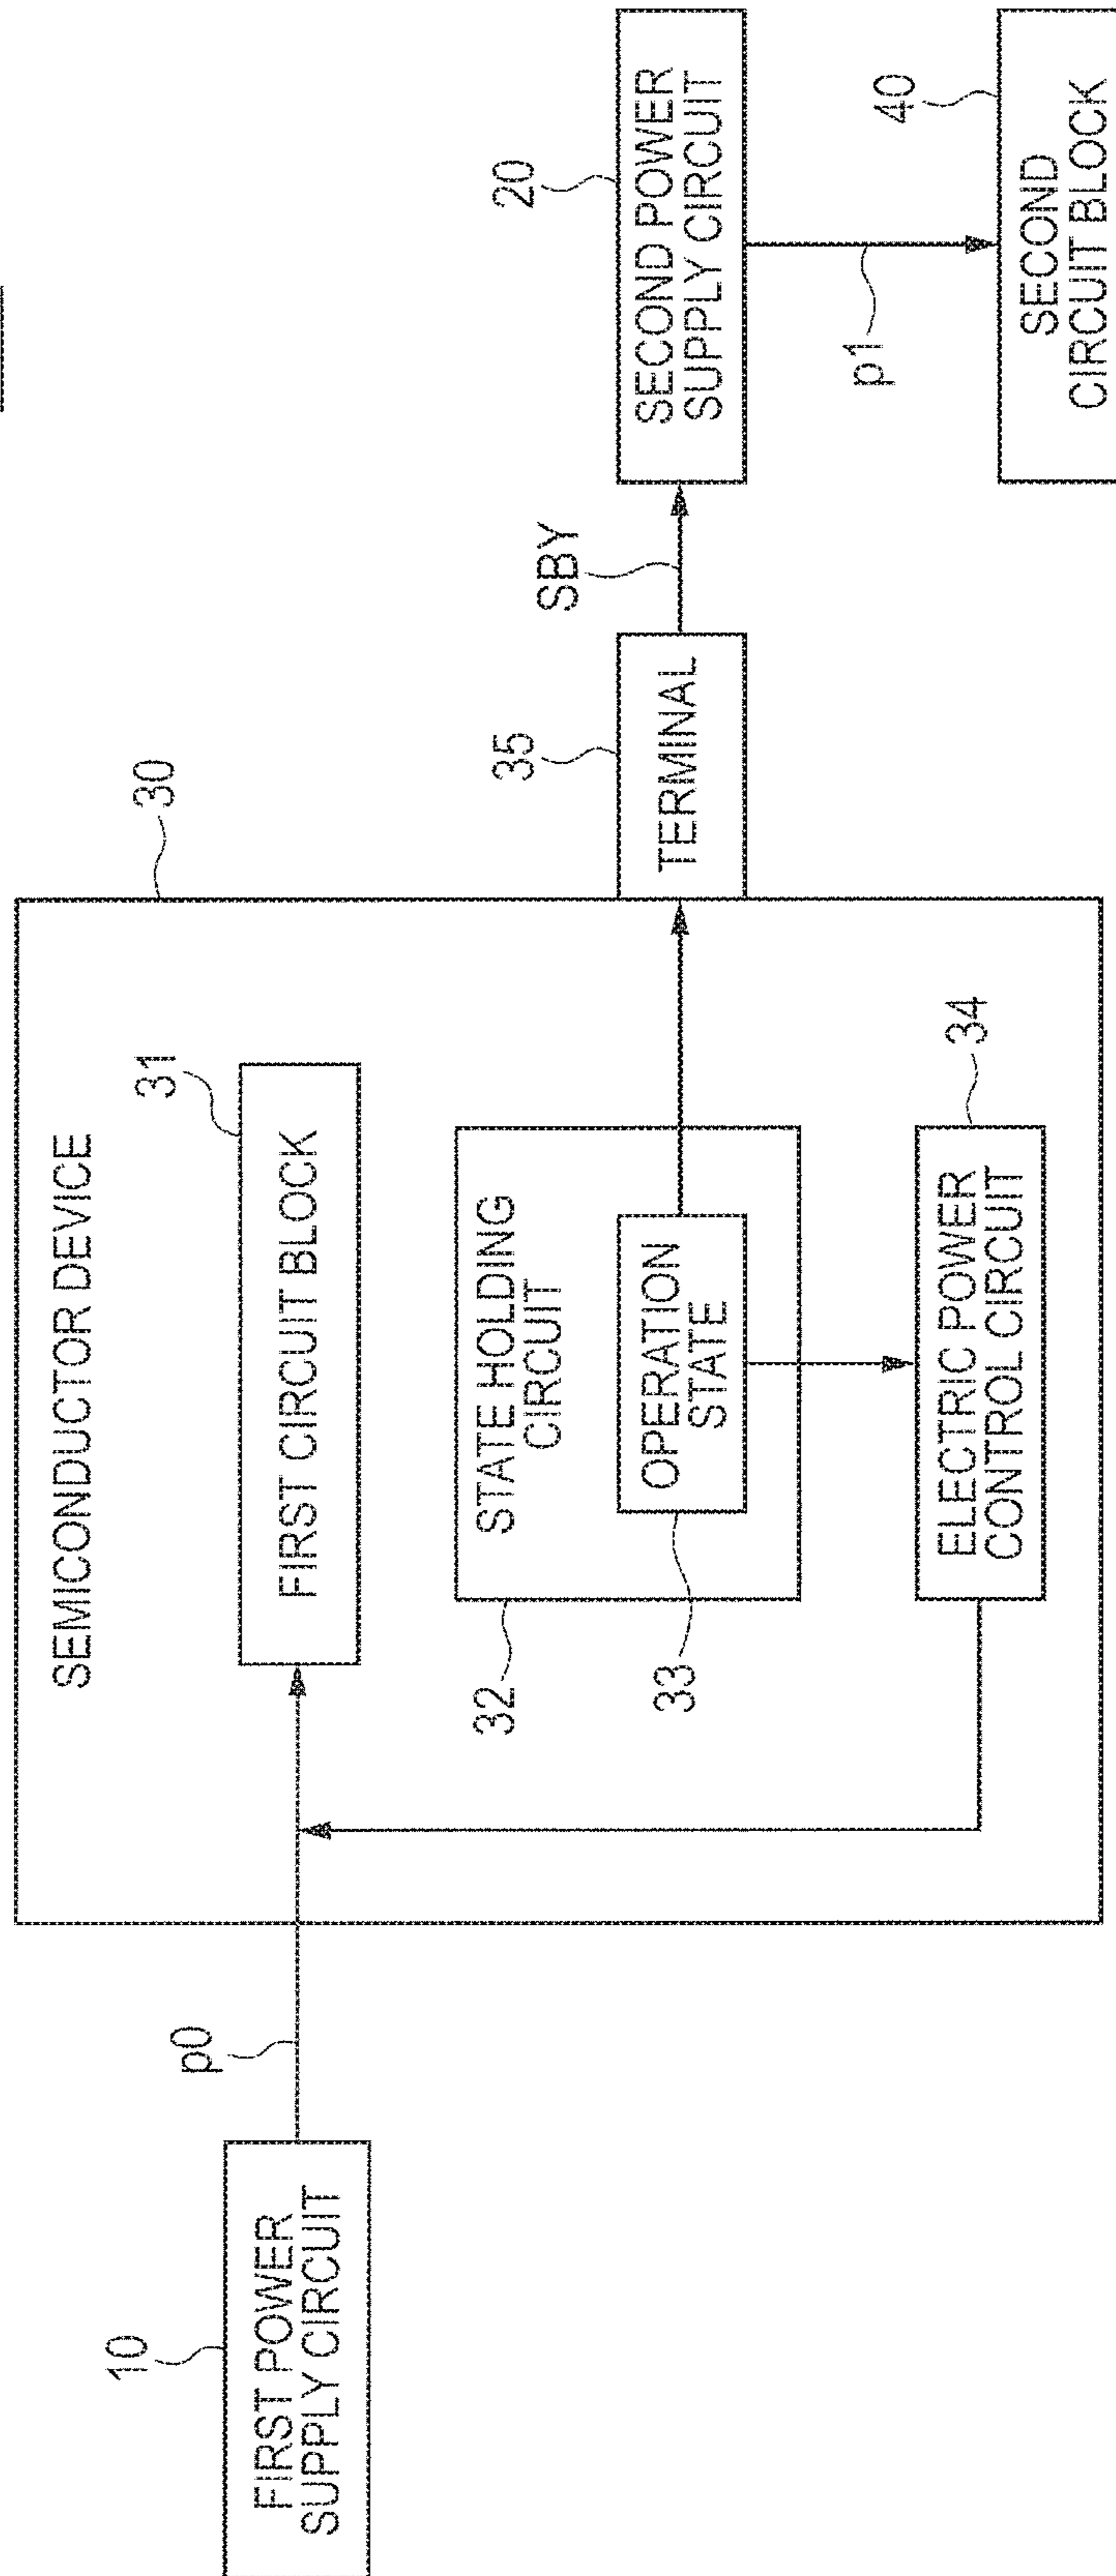 SEMICONDUCTOR DEVICE
30
10
FIRST POWER
SUPPLY CIRCUIT
p0
31
FIRST CIRCUIT BLOCK
STATE HOLDING
CIRCUIT
32
OPERATION
STATE
33
ELECTRIC POWER
CONTROL CIRCUIT
34
35
TERMINAL
SBY
20
SECOND POWER
SUPPLY CIRCUIT
p1
40
SECOND
CIRCUIT BLOCK